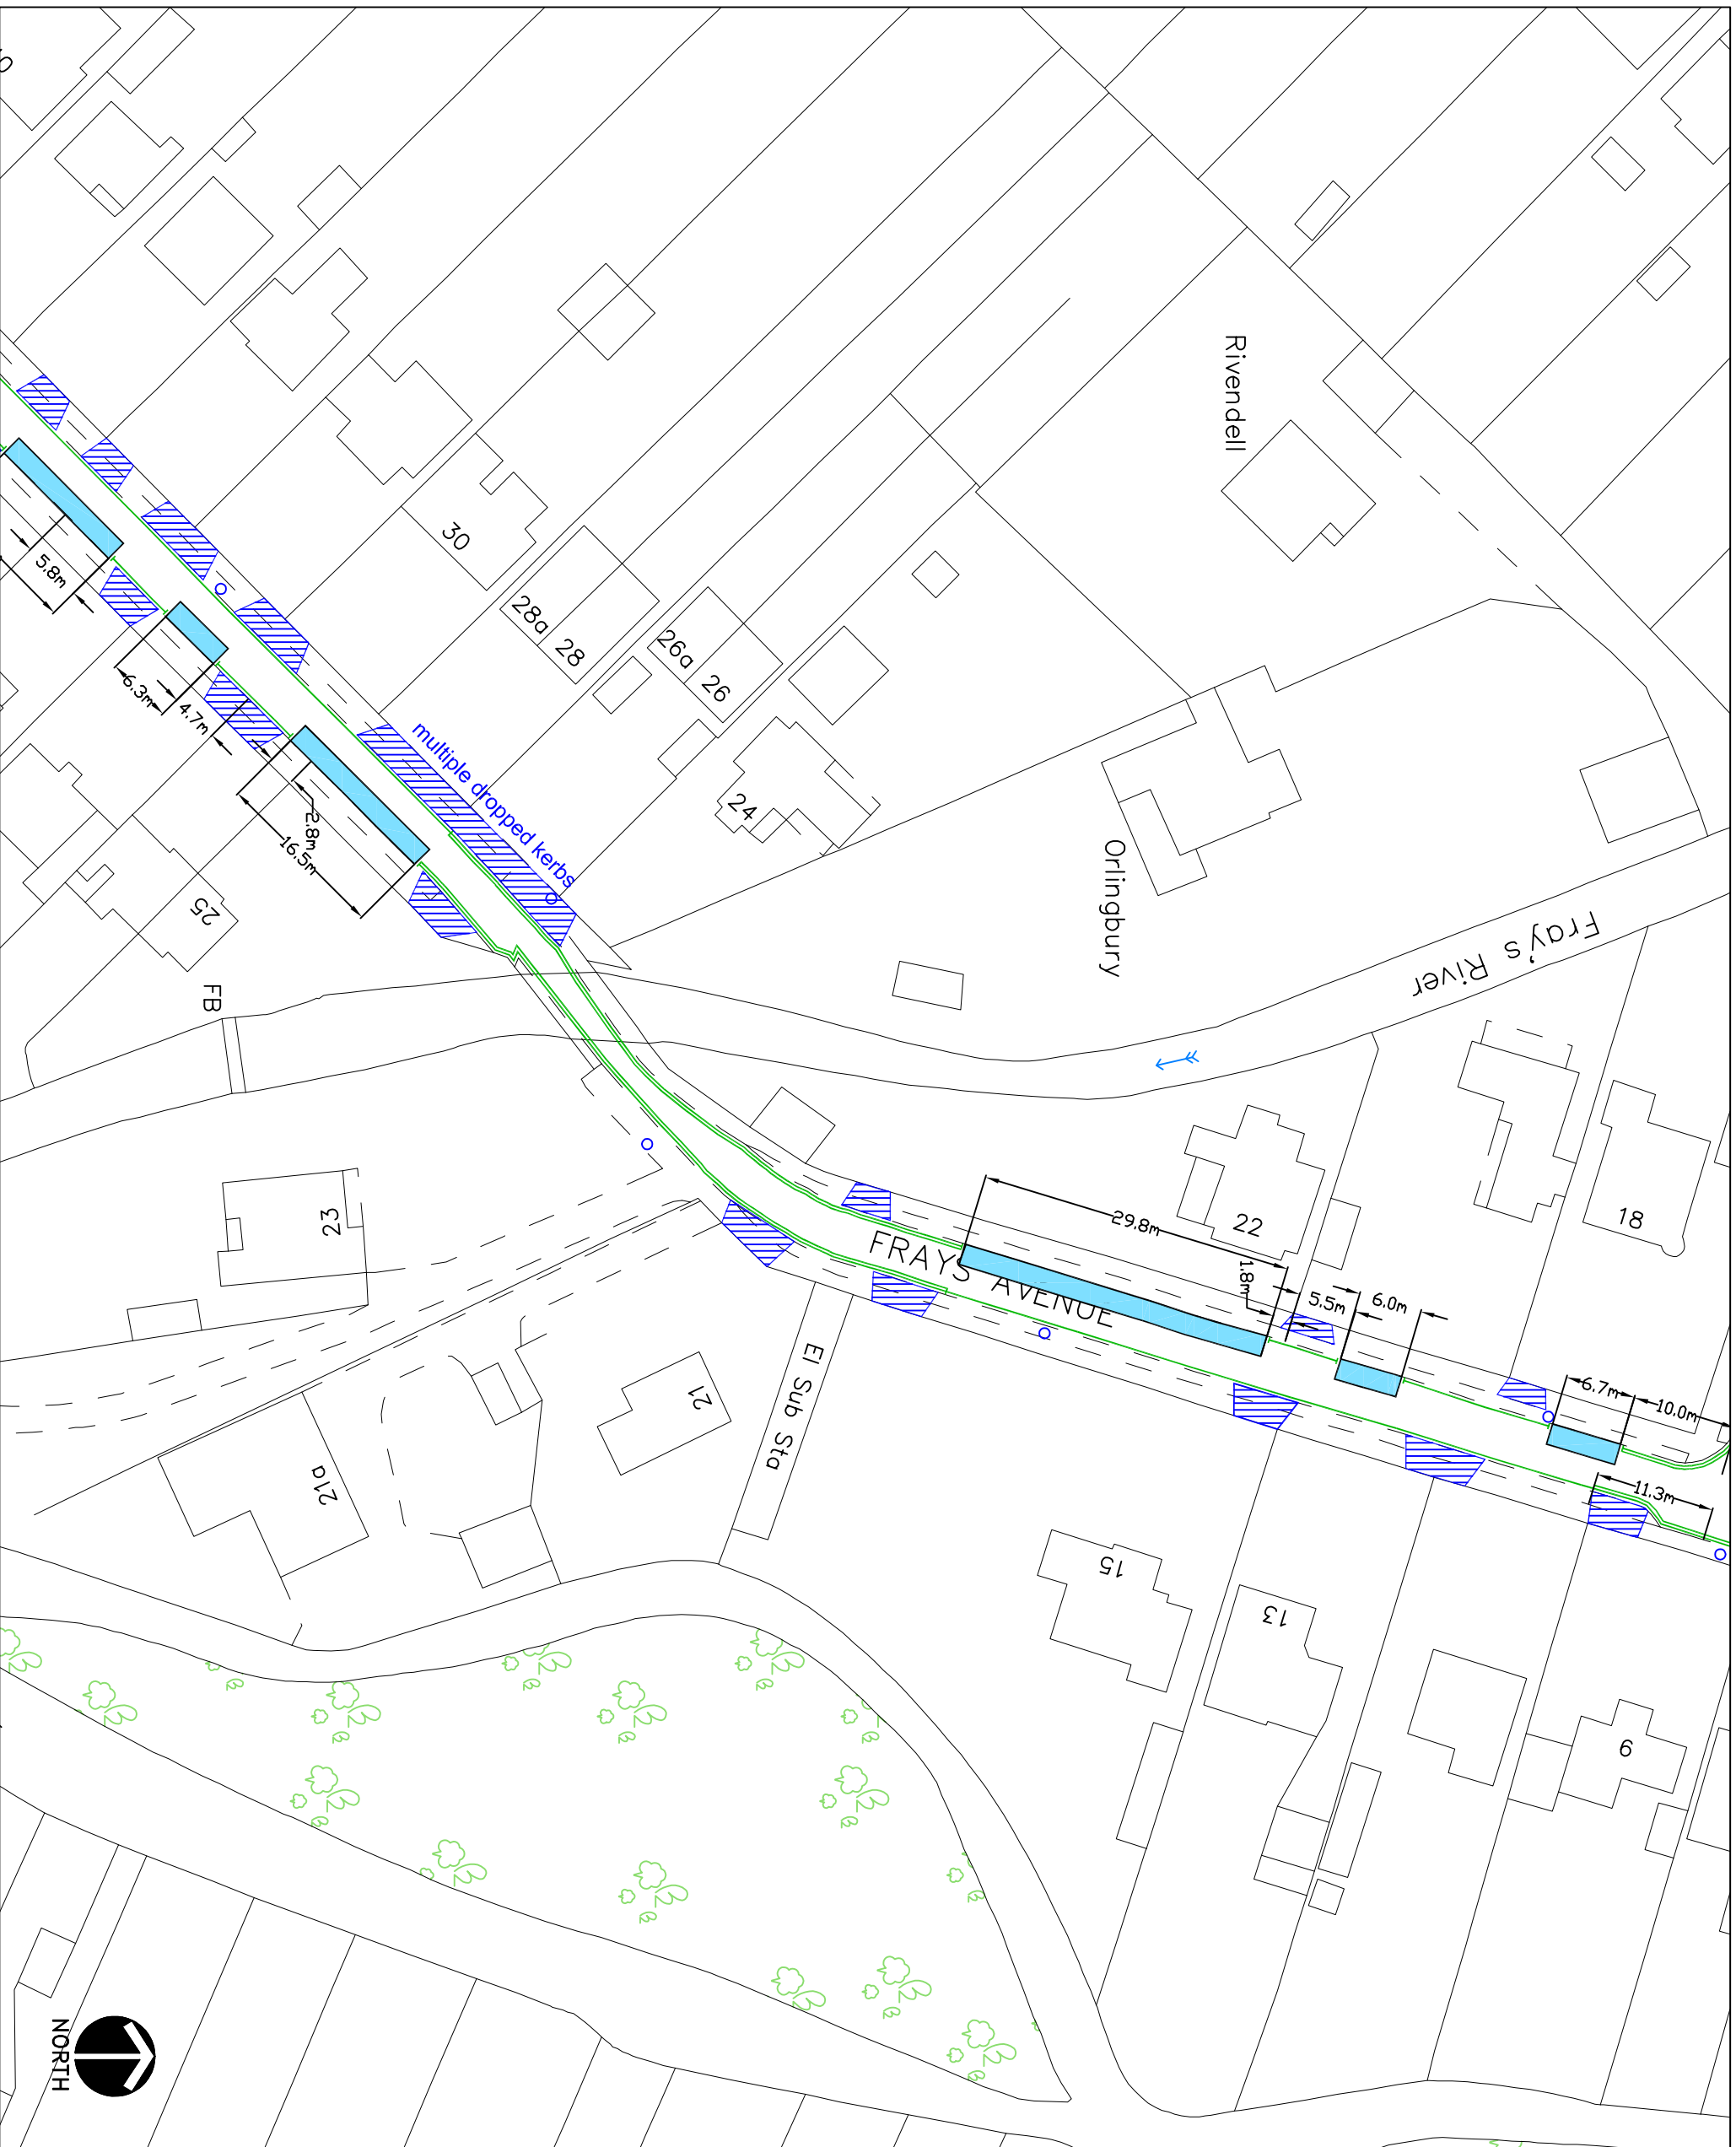 Rivendell
30
28a
28
26a
26
24
multiple dropped kerbs
5.8m
6.3m
4.7m
2.8m
16.5m
25
FB
Orlingbury
Fray's River
23
22
18
29.8m
1.8m
5.5m
6.0m
6.7m
10.0m
11.3m
FRAYS AVENUE
El Sub Sta
21
21a
15
13
9
NORTH